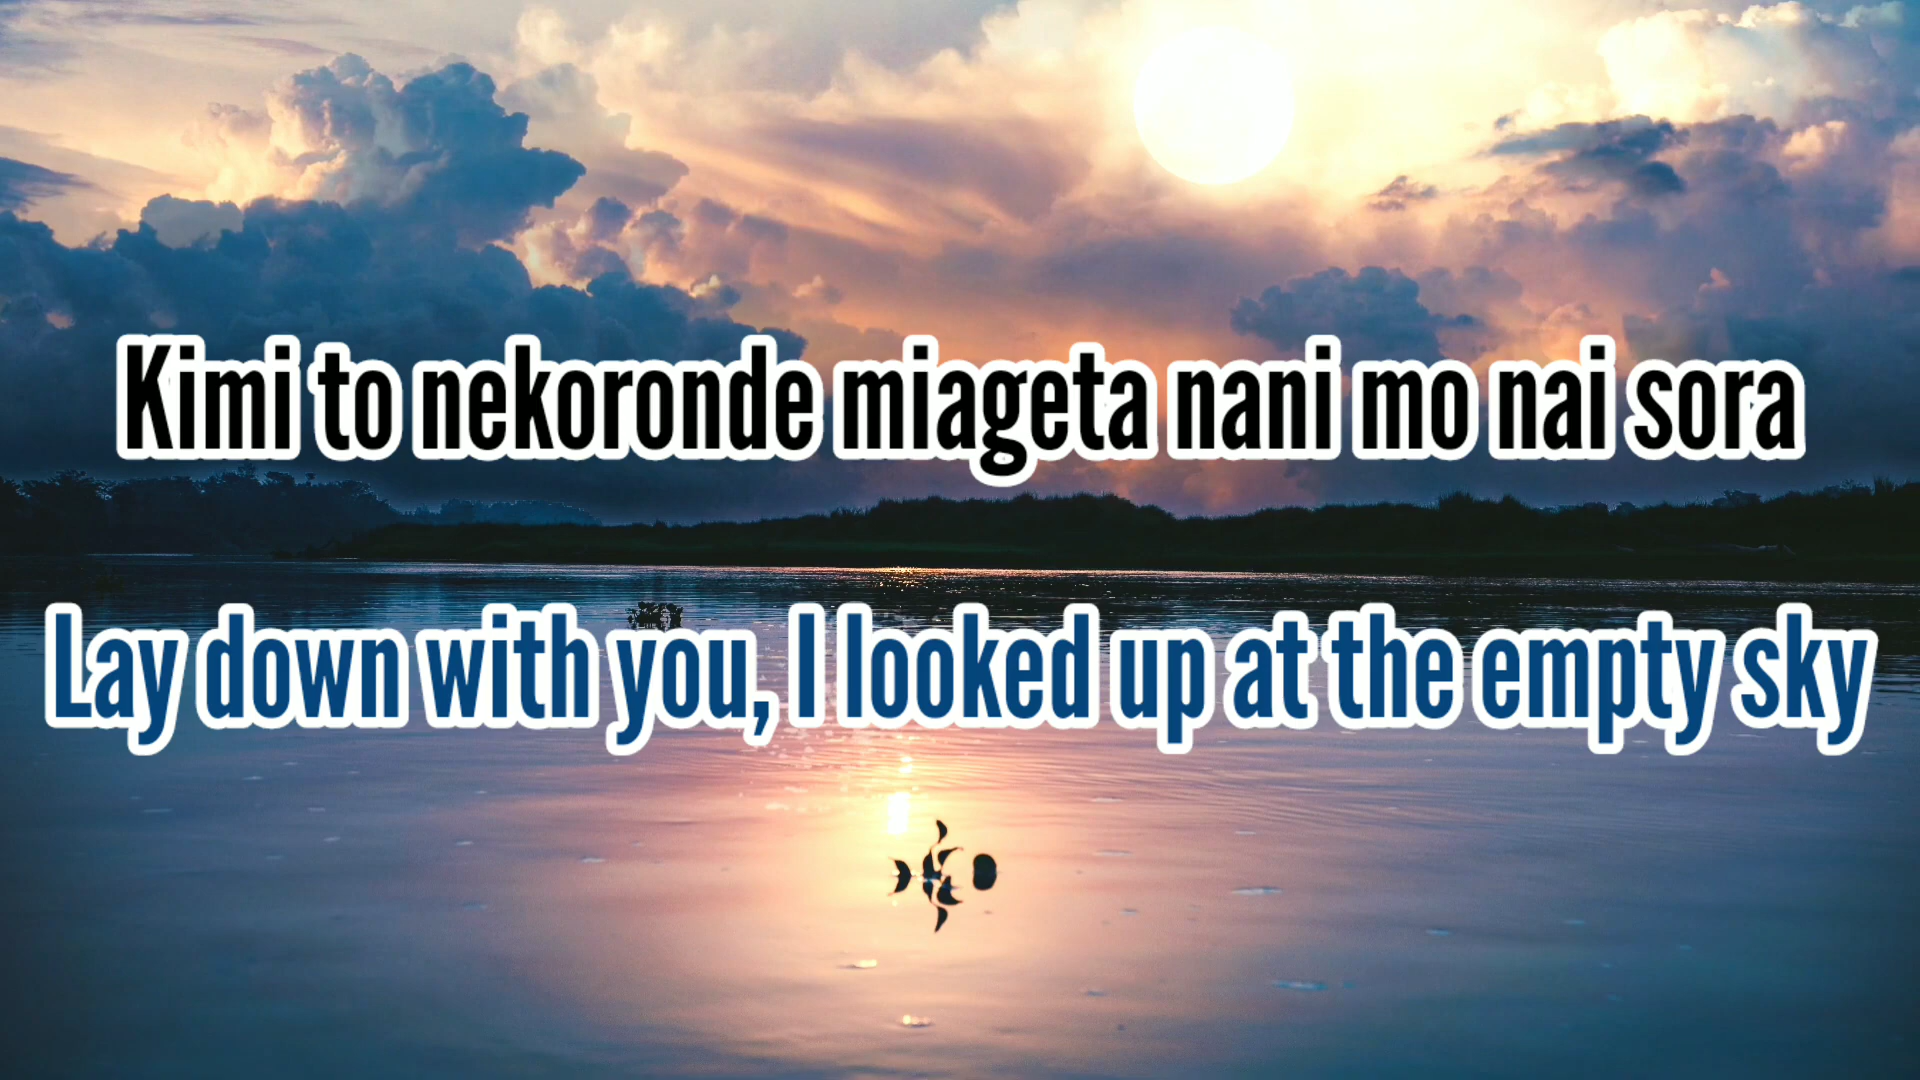 Kimi to nekoronde miageta nani mo nai sora
Lay down with you, I looked up at the empty sky